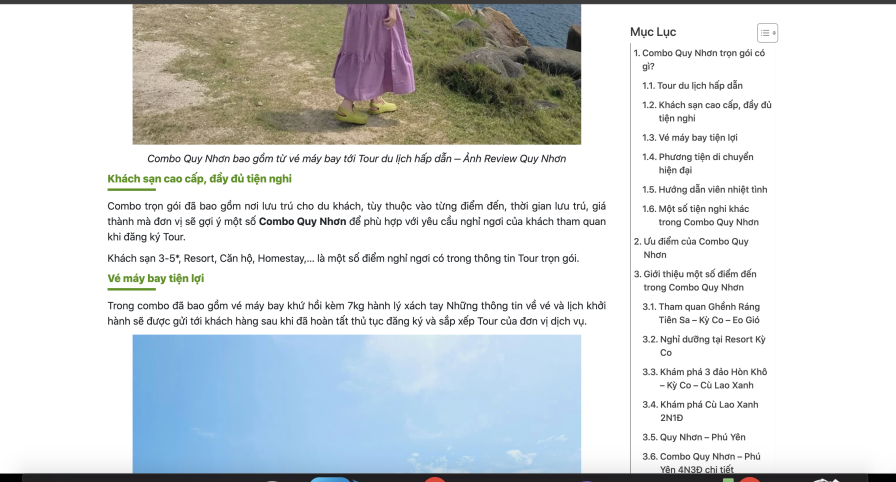 Combo Quy Nhơn bao gồm từ vé máy bay tới Tour du lịch hấp dẫn – Ảnh Review Quy Nhơn
Khách sạn cao cấp, đầy đủ tiện nghi
Combo trọn gói đã bao gồm nơi lưu trú cho du khách, tùy thuộc vào từng điểm đến, thời gian lưu trú, giá
thành mà đơn vị sẽ gợi ý một số Combo Quy Nhơn để phù hợp với yêu cầu nghỉ ngơi của khách tham quan
khi đăng ký Tour.
Khách sạn 3-5*, Resort, Căn hộ, Homestay,... là một số điểm nghỉ ngơi có trong thông tin Tour trọn gói.
Vé máy bay tiện lợi
Trong combo đã bao gồm vé máy bay khứ hồi kèm 7kg hành lý xách tay Những thông tin về vé và lịch khởi
hành sẽ được gửi tới khách hàng sau khi đã hoàn tất thủ tục đăng ký và sắp xếp Tour của đơn vị dịch vụ.
Mục Lục
1. Combo Quy Nhơn trọn gói có
gì?
1.1. Tour du lịch hấp dẫn
1.2. Khách sạn cao cấp, đầy đủ
tiện nghi
1.3. Vé máy bay tiện lợi
1.4. Phương tiện di chuyển
hiện đại
1.5. Hướng dẫn viên nhiệt tình
1.6. Một số tiện nghi khác
trong Combo Quy Nhơn
2. Ưu điểm của Combo Quy
Nhơn
3. Giới thiệu một số điểm đến
trong Combo Quy Nhơn
3.1. Tham quan Ghềnh Ráng
Tiên Sa – Kỳ Co – Eo Gió
3.2. Nghỉ dưỡng tại Resort Kỳ
Co
3.3. Khám phá 3 đảo Hòn Khô
– Kỳ Co – Cù Lao Xanh
3.4. Khám phá Cù Lao Xanh
2N1Đ
3.5. Quy Nhơn – Phú Yên
3.6. Combo Quy Nhơn – Phú
Yên 4N3Đ chi tiết